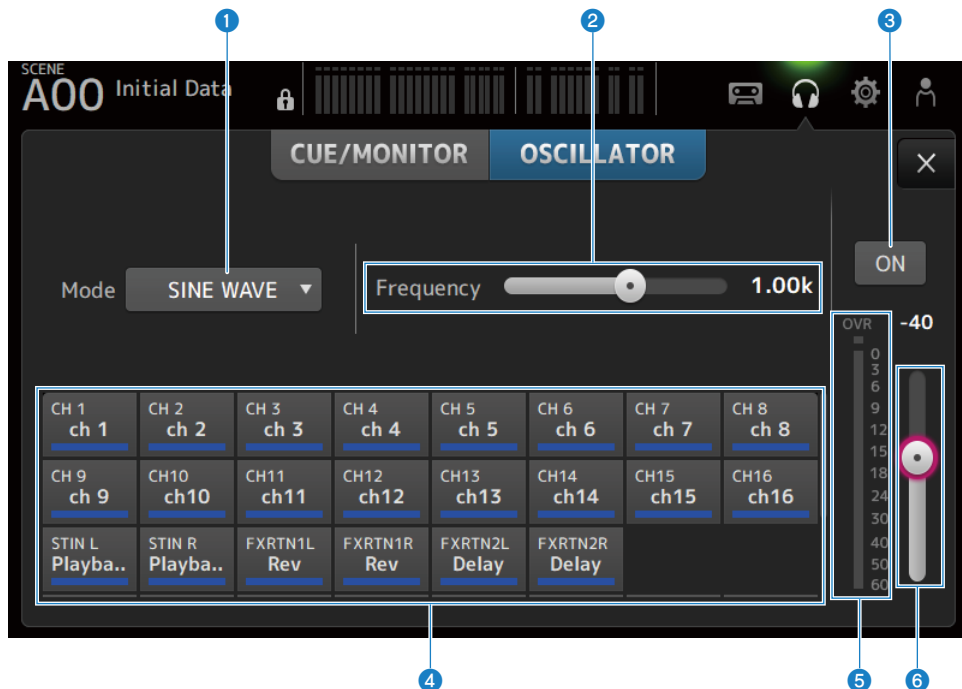 1 2 3
SCENE
A00 Initial Data
CUE/MONITOR OSCILLATOR
Mode SINE WAVE Frequency 1.00k ON
OVR -40
0
3
6
9
12
15
18
24
30
40
50
60
CH 1 CH 2 CH 3 CH 4 CH 5 CH 6 CH 7 CH 8
ch 1 ch 2 ch 3 ch 4 ch 5 ch 6 ch 7 ch 8
CH 9 CH10 CH11 CH12 CH13 CH14 CH15 CH16
ch 9 ch10 ch11 ch12 ch13 ch14 ch15 ch16
STIN L STIN R FXRTN1L FXRTN1R FXRTN2L FXRTN2R
Playba.. Playba.. Rev Rev Delay Delay
4 5 6